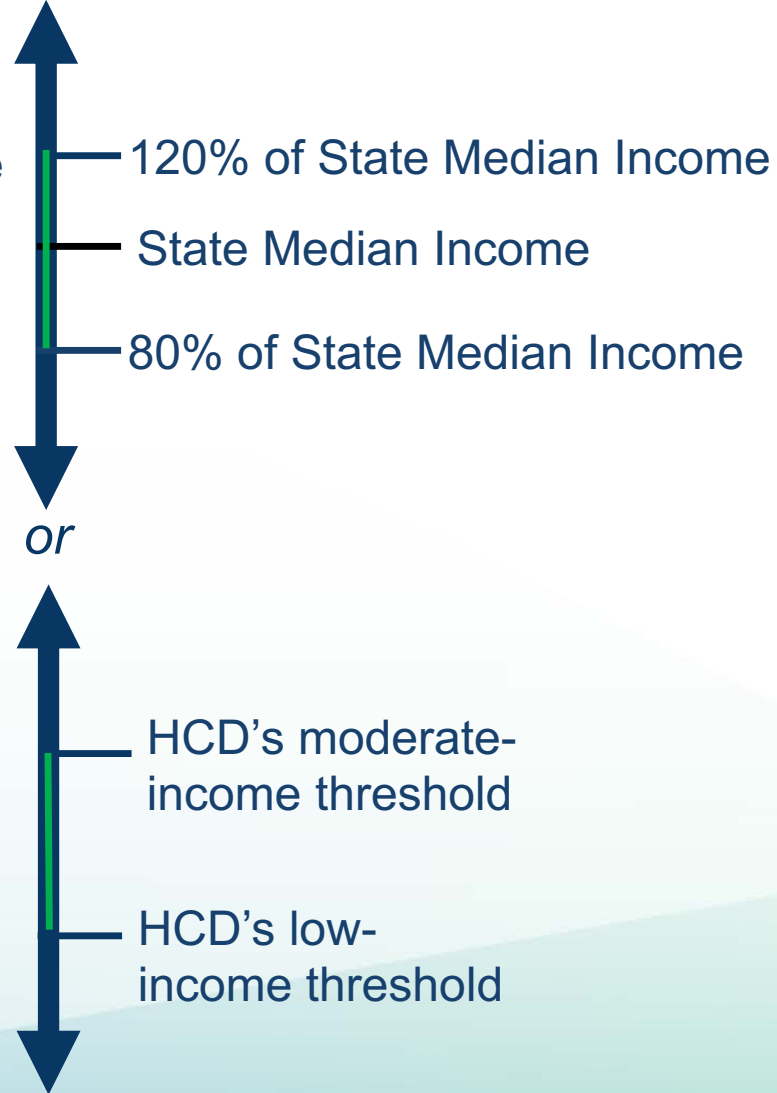 120% of State Median Income
State Median Income
80% of State Median Income
or
HCD’s moderate-
income threshold
HCD’s low-
income threshold